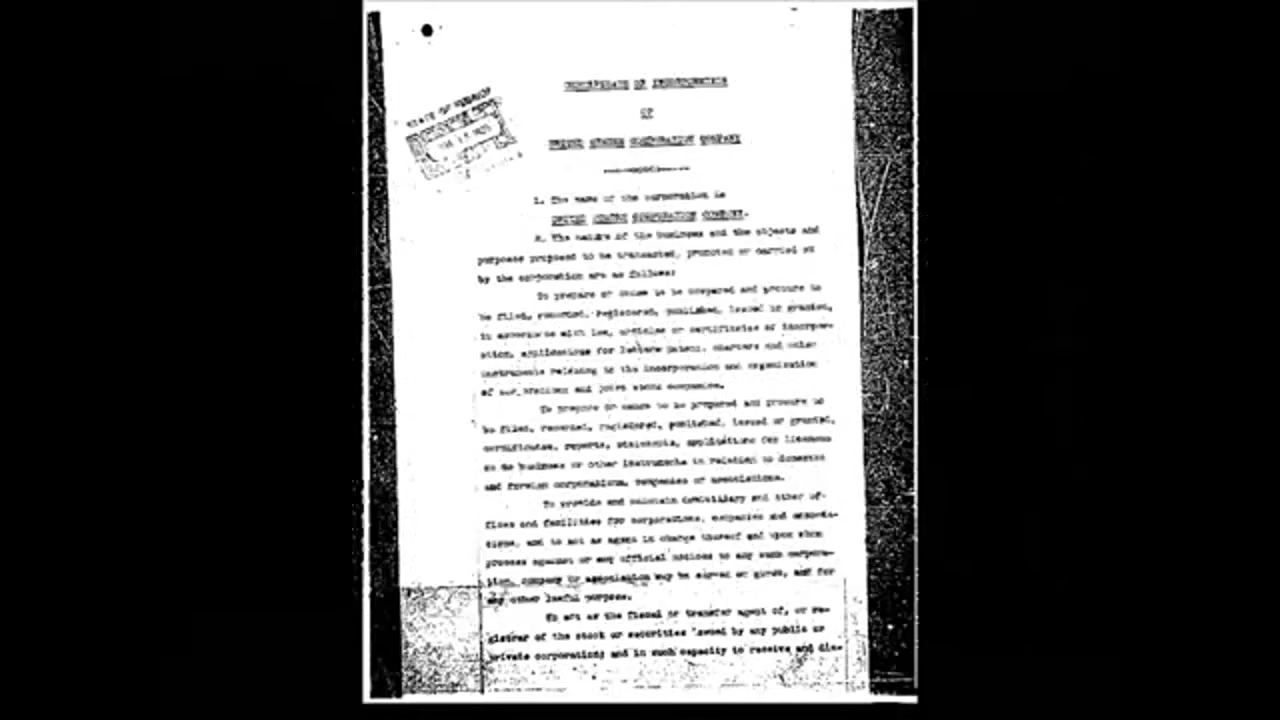 CERTIFICATE OF INCORPORATION
OF
UNITED STATES CORPORATION COMPANY
STATE OF
1. The name of the corporation is
UNITED STATES CORPORATION COMPANY.
2. The nature of the business and the objects and
purposes proposed to be transacted, promoted or carried on
by the corporation are as follows:
To prepare or cause to be prepared and procure to
be filed, recorded, registered, published, issued or granted,
in accordance with law, articles or certificates of incorpor-
ation, applications for letters patent, charters and other
instruments relating to the incorporation and organization
of corporations and joint stock companies.
To prepare or cause to be prepared and procure to
be filed, recorded, registered, published, issued or granted,
certificates, reports, statements, applications for licenses
to do business or other instruments in relation to domestic
and foreign corporations, companies or associations.
To provide and maintain domiciliary and other of-
fices and facilities for corporations, companies and associa-
tions, and to act as agent in charge thereof and upon whom
process against or any official notices to any such corpora-
tion, company or association may be served or given, and for
any other lawful purpose.
To act as the fiscal or transfer agent of, or re-
gistrar of the stock or securities issued by any public or
private corporation; and in such capacity to receive and dis-